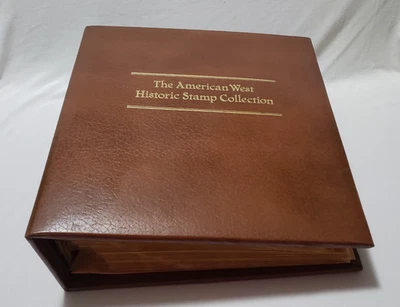 The American West
Historic Stamp Collection